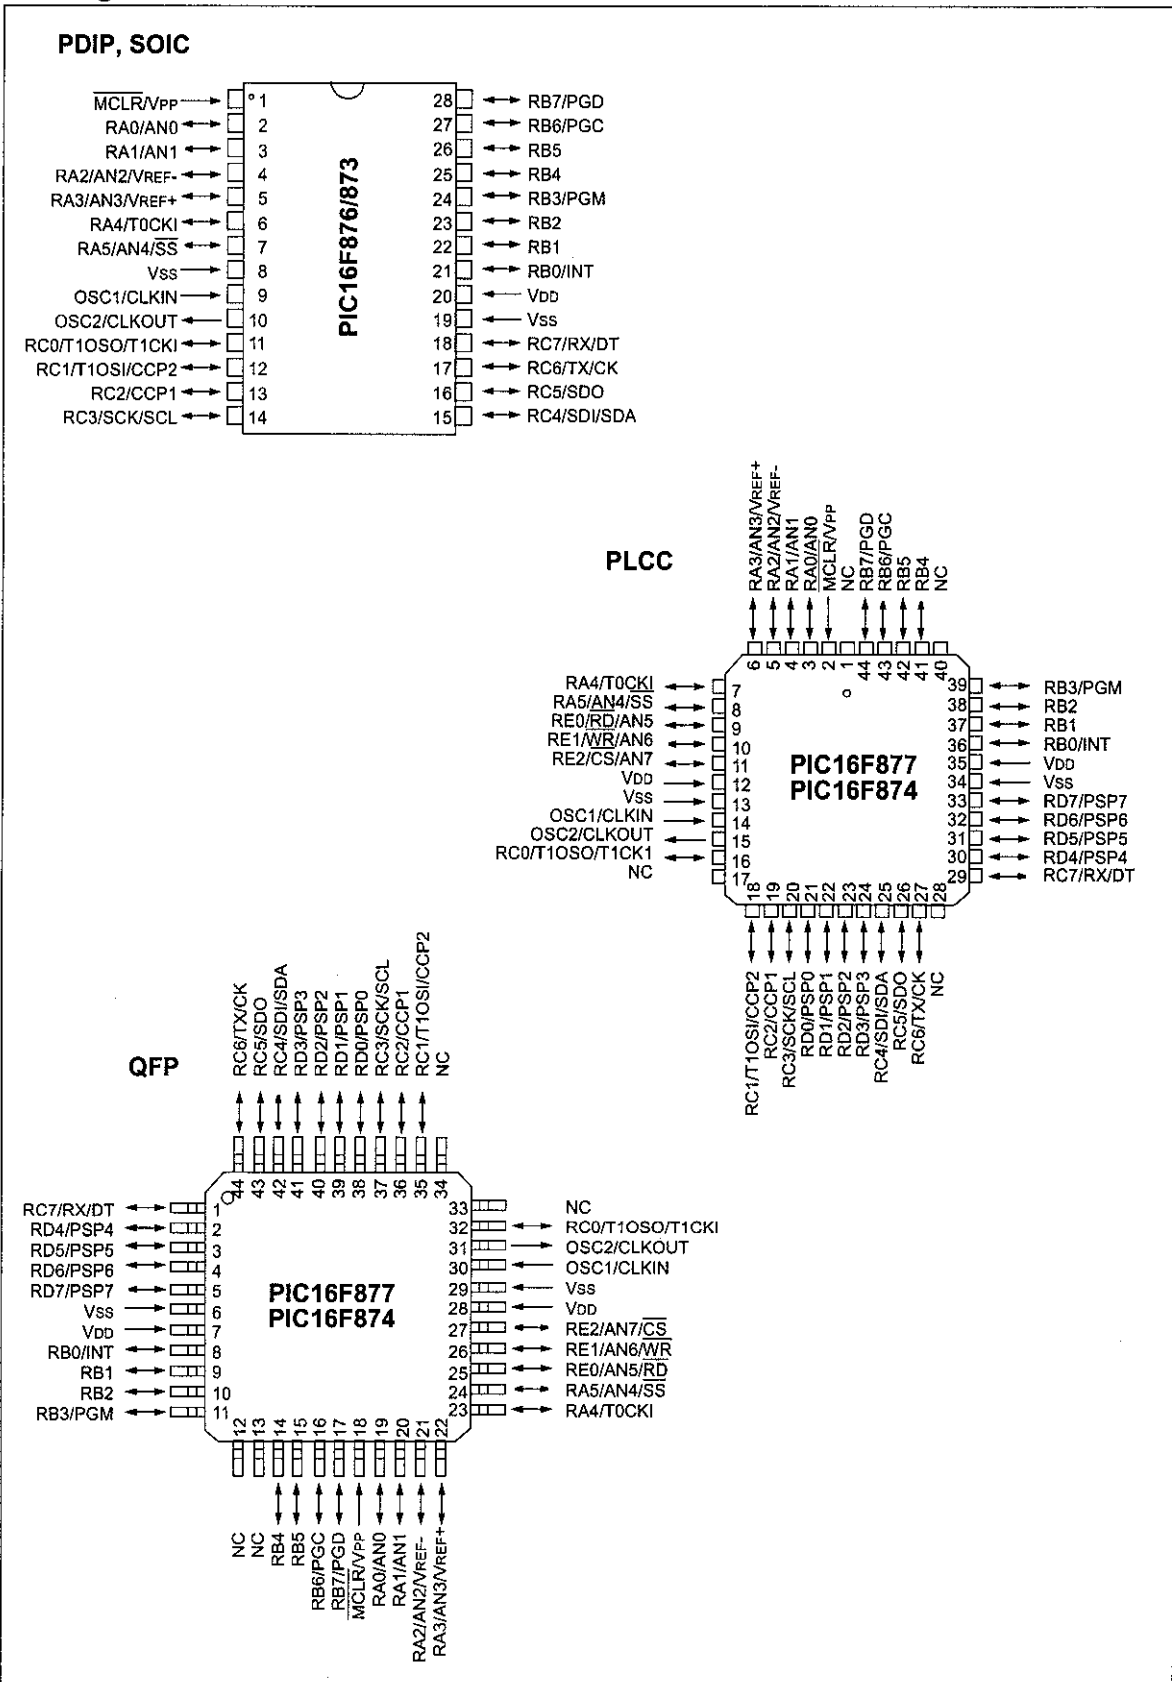 PDIP, SOIC
MCLR/VPP 1 28 RB7/PGD
RA0/AN0 2 27 RB6/PGC
RA1/AN1 3 26 RB5
RA2/AN2/VREF- 4 25 RB4
RA3/AN3/VREF+ 5 24 RB3/PGM
RA4/T0CKI 6 23 RB2
RA5/AN4/SS 7 22 RB1
VSS 8 21 RB0/INT
OSC1/CLKIN 9 20 VDD
OSC2/CLKOUT 10 19 VSS
RC0/T1OSO/T1CKI 11 18 RC7/RX/DT
RC1/T1OSI/CCP2 12 17 RC6/TX/CK
RC2/CCP1 13 16 RC5/SDO
RC3/SCK/SCL 14 15 RC4/SDI/SDA
PIC16F876/873
PLCC
RA3/AN3/VREF+
RA2/AN2/VREF-
RA1/AN1
RA0/AN0
MCLR/VPP
NC
RB7/PGD
RB6/PGC
RB5
RB4
NC
6 5 4 3 2 1 44 43 42 41 40
RA4/T0CKI 7 39 RB3/PGM
RA5/AN4/SS 8 38 RB2
RE0/RD/AN5 9 37 RB1
RE1/WR/AN6 10 36 RB0/INT
RE2/CS/AN7 11 35 VDD
VDD 12 34 VSS
VSS 13 33 RD7/PSP7
OSC1/CLKIN 14 32 RD6/PSP6
OSC2/CLKOUT 15 31 RD5/PSP5
RC0/T1OSO/T1CK1 16 30 RD4/PSP4
NC 17 29 RC7/RX/DT
PIC16F877
PIC16F874
18 19 20 21 22 23 24 25 26 27 28
RC1/T1OSI/CCP2
RC2/CCP1
RC3/SCK/SCL
RD0/PSP0
RD1/PSP1
RD2/PSP2
RD3/PSP3
RC4/SDI/SDA
RC5/SDO
RC6/TX/CK
NC
QFP
RC6/TX/CK
RC5/SDO
RC4/SDI/SDA
RD3/PSP3
RD2/PSP2
RD1/PSP1
RD0/PSP0
RC3/SCK/SCL
RC2/CCP1
RC1/T1OSI/CCP2
NC
44 43 42 41 40 39 38 37 36 35 34
RC7/RX/DT 1 33 NC
RD4/PSP4 2 32 RC0/T1OSO/T1CKI
RD5/PSP5 3 31 OSC2/CLKOUT
RD6/PSP6 4 30 OSC1/CLKIN
RD7/PSP7 5 29 VSS
VSS 6 28 VDD
VDD 7 27 RE2/AN7/CS
RB0/INT 8 26 RE1/AN6/WR
RB1 9 25 RE0/AN5/RD
RB2 10 24 RA5/AN4/SS
RB3/PGM 11 23 RA4/T0CKI
PIC16F877
PIC16F874
12 13 14 15 16 17 18 19 20 21 22
NC
NC
RB4
RB5
RB6/PGC
RB7/PGD
MCLR/VPP
RA0/AN0
RA1/AN1
RA2/AN2/VREF-
RA3/AN3/VREF+